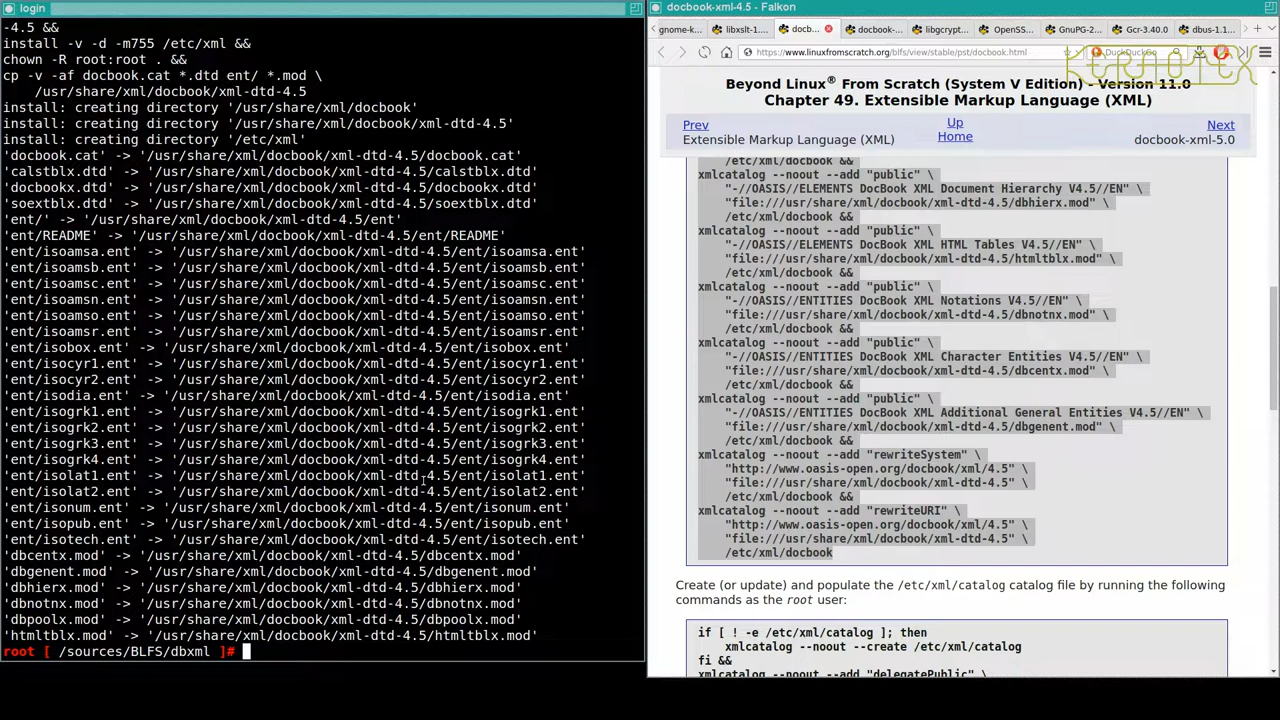 login
-4.5 &&
install -v -d -m755 /etc/xml &&
chown -R root:root . &&
cp -v -af docbook.cat *.dtd ent/ *.mod \
    /usr/share/xml/docbook/xml-dtd-4.5
install: creating directory '/usr/share/xml/docbook'
install: creating directory '/usr/share/xml/docbook/xml-dtd-4.5'
install: creating directory '/etc/xml'
'docbook.cat' -> '/usr/share/xml/docbook/xml-dtd-4.5/docbook.cat'
'calstblx.dtd' -> '/usr/share/xml/docbook/xml-dtd-4.5/calstblx.dtd'
'docbookx.dtd' -> '/usr/share/xml/docbook/xml-dtd-4.5/docbookx.dtd'
'soextblx.dtd' -> '/usr/share/xml/docbook/xml-dtd-4.5/soextblx.dtd'
'ent/' -> '/usr/share/xml/docbook/xml-dtd-4.5/ent'
'ent/README' -> '/usr/share/xml/docbook/xml-dtd-4.5/ent/README'
'ent/isoamsa.ent' -> '/usr/share/xml/docbook/xml-dtd-4.5/ent/isoamsa.ent'
'ent/isoamsb.ent' -> '/usr/share/xml/docbook/xml-dtd-4.5/ent/isoamsb.ent'
'ent/isoamsc.ent' -> '/usr/share/xml/docbook/xml-dtd-4.5/ent/isoamsc.ent'
'ent/isoamsn.ent' -> '/usr/share/xml/docbook/xml-dtd-4.5/ent/isoamsn.ent'
'ent/isoamso.ent' -> '/usr/share/xml/docbook/xml-dtd-4.5/ent/isoamso.ent'
'ent/isoamsr.ent' -> '/usr/share/xml/docbook/xml-dtd-4.5/ent/isoamsr.ent'
'ent/isobox.ent' -> '/usr/share/xml/docbook/xml-dtd-4.5/ent/isobox.ent'
'ent/isocyr1.ent' -> '/usr/share/xml/docbook/xml-dtd-4.5/ent/isocyr1.ent'
'ent/isocyr2.ent' -> '/usr/share/xml/docbook/xml-dtd-4.5/ent/isocyr2.ent'
'ent/isodia.ent' -> '/usr/share/xml/docbook/xml-dtd-4.5/ent/isodia.ent'
'ent/isogrk1.ent' -> '/usr/share/xml/docbook/xml-dtd-4.5/ent/isogrk1.ent'
'ent/isogrk2.ent' -> '/usr/share/xml/docbook/xml-dtd-4.5/ent/isogrk2.ent'
'ent/isogrk3.ent' -> '/usr/share/xml/docbook/xml-dtd-4.5/ent/isogrk3.ent'
'ent/isogrk4.ent' -> '/usr/share/xml/docbook/xml-dtd-4.5/ent/isogrk4.ent'
'ent/isolat1.ent' -> '/usr/share/xml/docbook/xml-dtd-4.5/ent/isolat1.ent'
'ent/isolat2.ent' -> '/usr/share/xml/docbook/xml-dtd-4.5/ent/isolat2.ent'
'ent/isonum.ent' -> '/usr/share/xml/docbook/xml-dtd-4.5/ent/isonum.ent'
'ent/isopub.ent' -> '/usr/share/xml/docbook/xml-dtd-4.5/ent/isopub.ent'
'ent/isotech.ent' -> '/usr/share/xml/docbook/xml-dtd-4.5/ent/isotech.ent'
'dbcentx.mod' -> '/usr/share/xml/docbook/xml-dtd-4.5/dbcentx.mod'
'dbgenent.mod' -> '/usr/share/xml/docbook/xml-dtd-4.5/dbgenent.mod'
'dbhierx.mod' -> '/usr/share/xml/docbook/xml-dtd-4.5/dbhierx.mod'
'dbnotnx.mod' -> '/usr/share/xml/docbook/xml-dtd-4.5/dbnotnx.mod'
'dbpoolx.mod' -> '/usr/share/xml/docbook/xml-dtd-4.5/dbpoolx.mod'
'htmltblx.mod' -> '/usr/share/xml/docbook/xml-dtd-4.5/htmltblx.mod'
root [ /sources/BLFS/dbxml ]#
docbook-xml-4.5 - Falkon
gnome-k... libxslt-1... docb... docbook-... libgcrypt... OpenSS... GnuPG-2... Gcr-3.40.0 dbus-1.1...
https://www.linuxfromscratch.org/blfs/view/stable/pst/docbook.html DuckDuckGo
KERNOTEX
Beyond Linux® From Scratch (System V Edition) - Version 11.0
Chapter 49. Extensible Markup Language (XML)
Prev Up Next
Extensible Markup Language (XML) Home docbook-xml-5.0
    /etc/xml/docbook &&
xmlcatalog --noout --add "public" \
    "-//OASIS//ELEMENTS DocBook XML Document Hierarchy V4.5//EN" \
    "file:///usr/share/xml/docbook/xml-dtd-4.5/dbhierx.mod" \
    /etc/xml/docbook &&
xmlcatalog --noout --add "public" \
    "-//OASIS//ELEMENTS DocBook XML HTML Tables V4.5//EN" \
    "file:///usr/share/xml/docbook/xml-dtd-4.5/htmltblx.mod" \
    /etc/xml/docbook &&
xmlcatalog --noout --add "public" \
    "-//OASIS//ENTITIES DocBook XML Notations V4.5//EN" \
    "file:///usr/share/xml/docbook/xml-dtd-4.5/dbnotnx.mod" \
    /etc/xml/docbook &&
xmlcatalog --noout --add "public" \
    "-//OASIS//ENTITIES DocBook XML Character Entities V4.5//EN" \
    "file:///usr/share/xml/docbook/xml-dtd-4.5/dbcentx.mod" \
    /etc/xml/docbook &&
xmlcatalog --noout --add "public" \
    "-//OASIS//ENTITIES DocBook XML Additional General Entities V4.5//EN" \
    "file:///usr/share/xml/docbook/xml-dtd-4.5/dbgenent.mod" \
    /etc/xml/docbook &&
xmlcatalog --noout --add "rewriteSystem" \
    "http://www.oasis-open.org/docbook/xml/4.5" \
    "file:///usr/share/xml/docbook/xml-dtd-4.5" \
    /etc/xml/docbook &&
xmlcatalog --noout --add "rewriteURI" \
    "http://www.oasis-open.org/docbook/xml/4.5" \
    "file:///usr/share/xml/docbook/xml-dtd-4.5" \
    /etc/xml/docbook
Create (or update) and populate the /etc/xml/catalog catalog file by running the following
commands as the root user:
if [ ! -e /etc/xml/catalog ]; then
    xmlcatalog --noout --create /etc/xml/catalog
fi &&
xmlcatalog --noout --add "delegatePublic" \